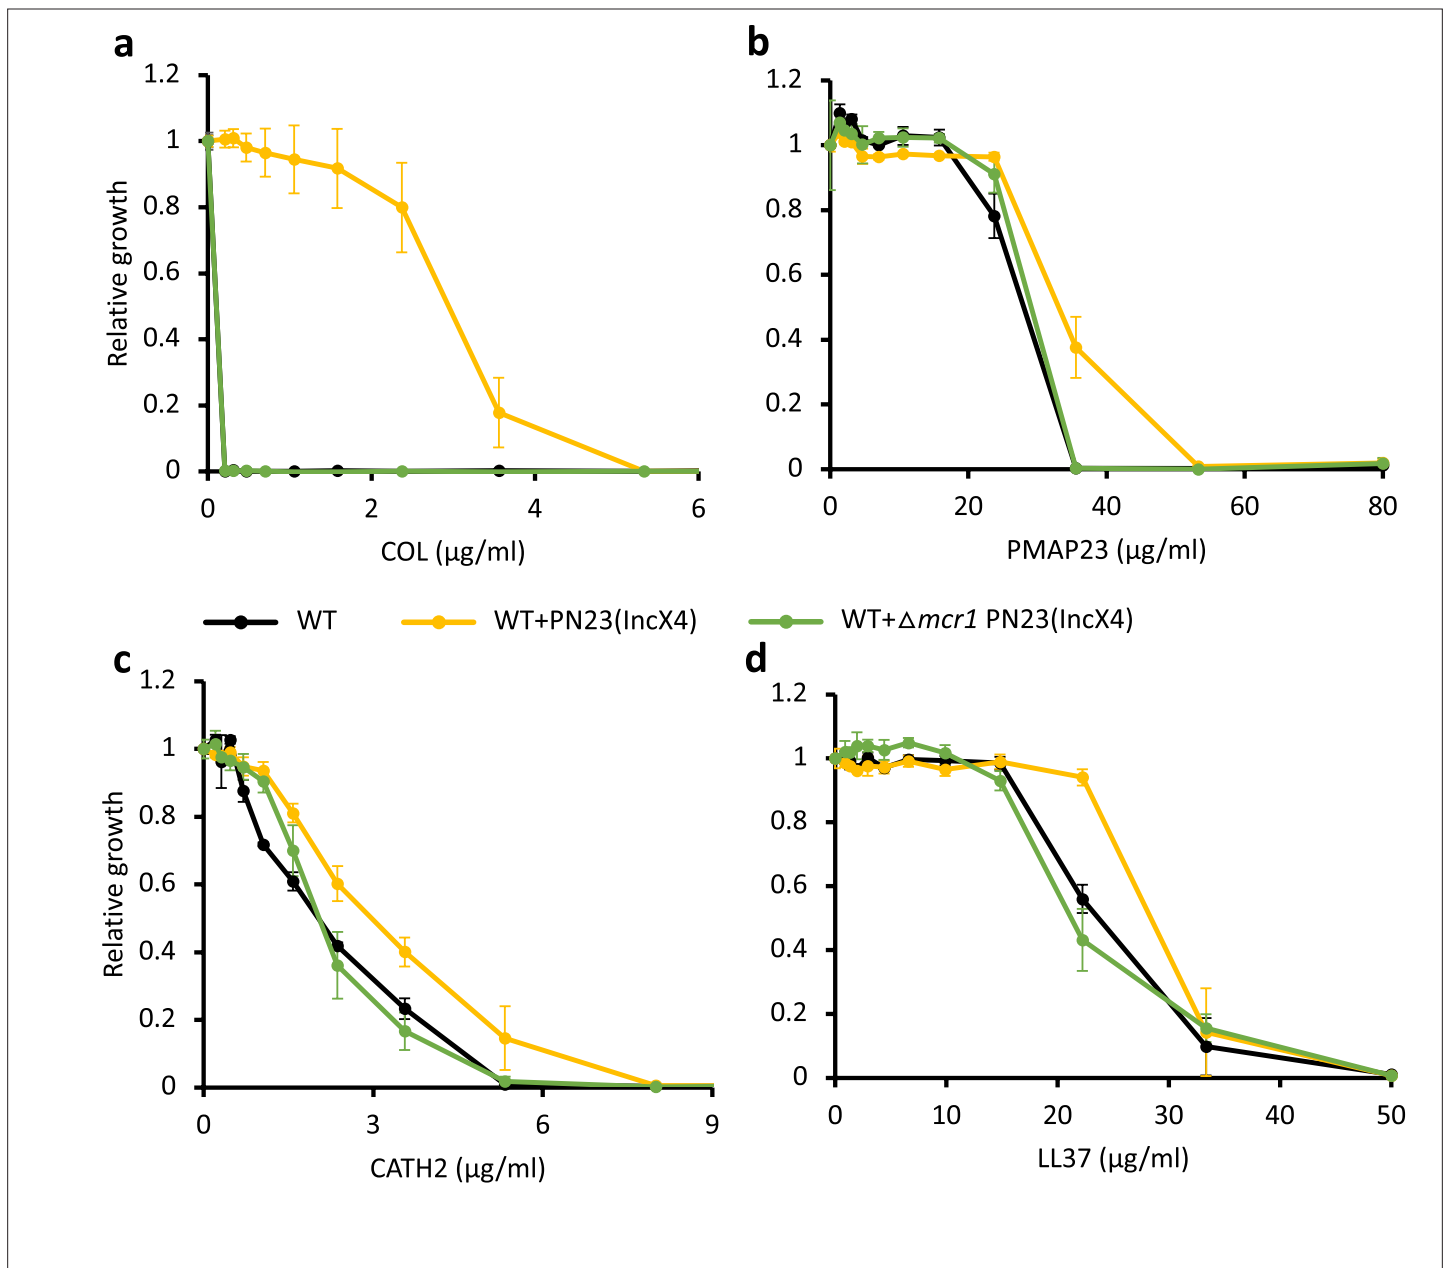 a
1.2
1
0.8
0.6
0.4
0.2
0
Relative growth
0 2 4 6
COL (µg/ml)
b
1.2
1
0.8
0.6
0.4
0.2
0
0 20 40 60 80
PMAP23 (µg/ml)
WT WT+PN23(IncX4) WT+Δmcr1 PN23(IncX4)
c
1.2
1
0.8
0.6
0.4
0.2
0
Relative growth
0 3 6 9
CATH2 (µg/ml)
d
1.2
1
0.8
0.6
0.4
0.2
0
0 10 20 30 40 50
LL37 (µg/ml)